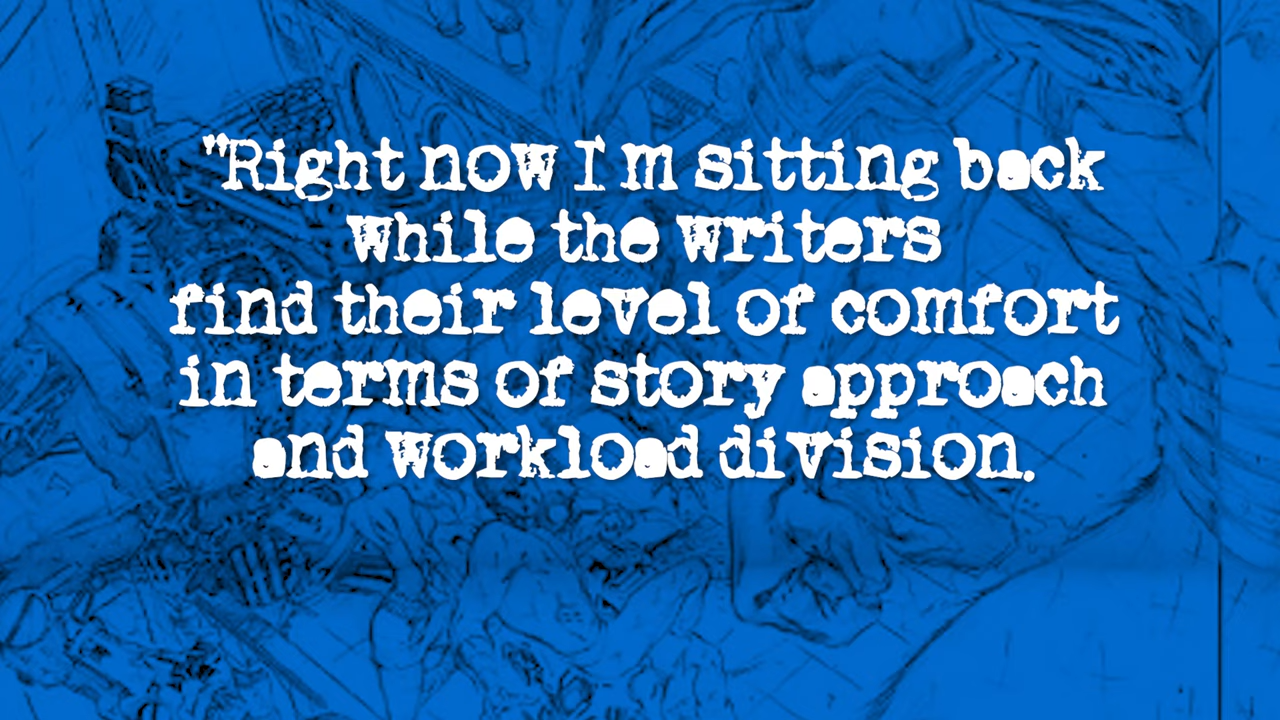 "Right now I'm sitting back
while the writers
find their level of comfort
in terms of story approach
and workload division.